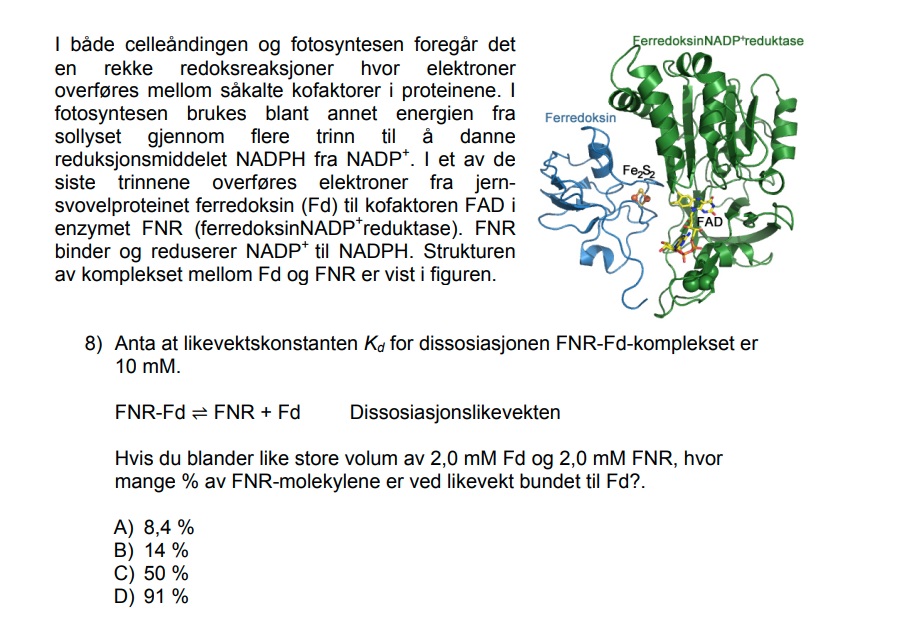 I både celleåndingen og fotosyntesen foregår det
en rekke redoksreaksjoner hvor elektroner
overføres mellom såkalte kofaktorer i proteinene. I
fotosyntesen brukes blant annet energien fra
sollyset gjennom flere trinn til å danne
reduksjonsmiddelet NADPH fra NADP⁺. I et av de
siste trinnene overføres elektroner fra jern-
svovelproteinet ferredoksin (Fd) til kofaktoren FAD i
enzymet FNR (ferredoksinNADP⁺reduktase). FNR
binder og reduserer NADP⁺ til NADPH. Strukturen
av komplekset mellom Fd og FNR er vist i figuren.
FerredoksinNADP⁺reduktase
Ferredoksin
Fe₂S₂
FAD
8) Anta at likevektskonstanten Kd for dissosiasjonen FNR-Fd-komplekset er
10 mM.
FNR-Fd ⇌ FNR + Fd Dissosiasjonslikevekten
Hvis du blander like store volum av 2,0 mM Fd og 2,0 mM FNR, hvor
mange % av FNR-molekylene er ved likevekt bundet til Fd?.
A) 8,4 %
B) 14 %
C) 50 %
D) 91 %